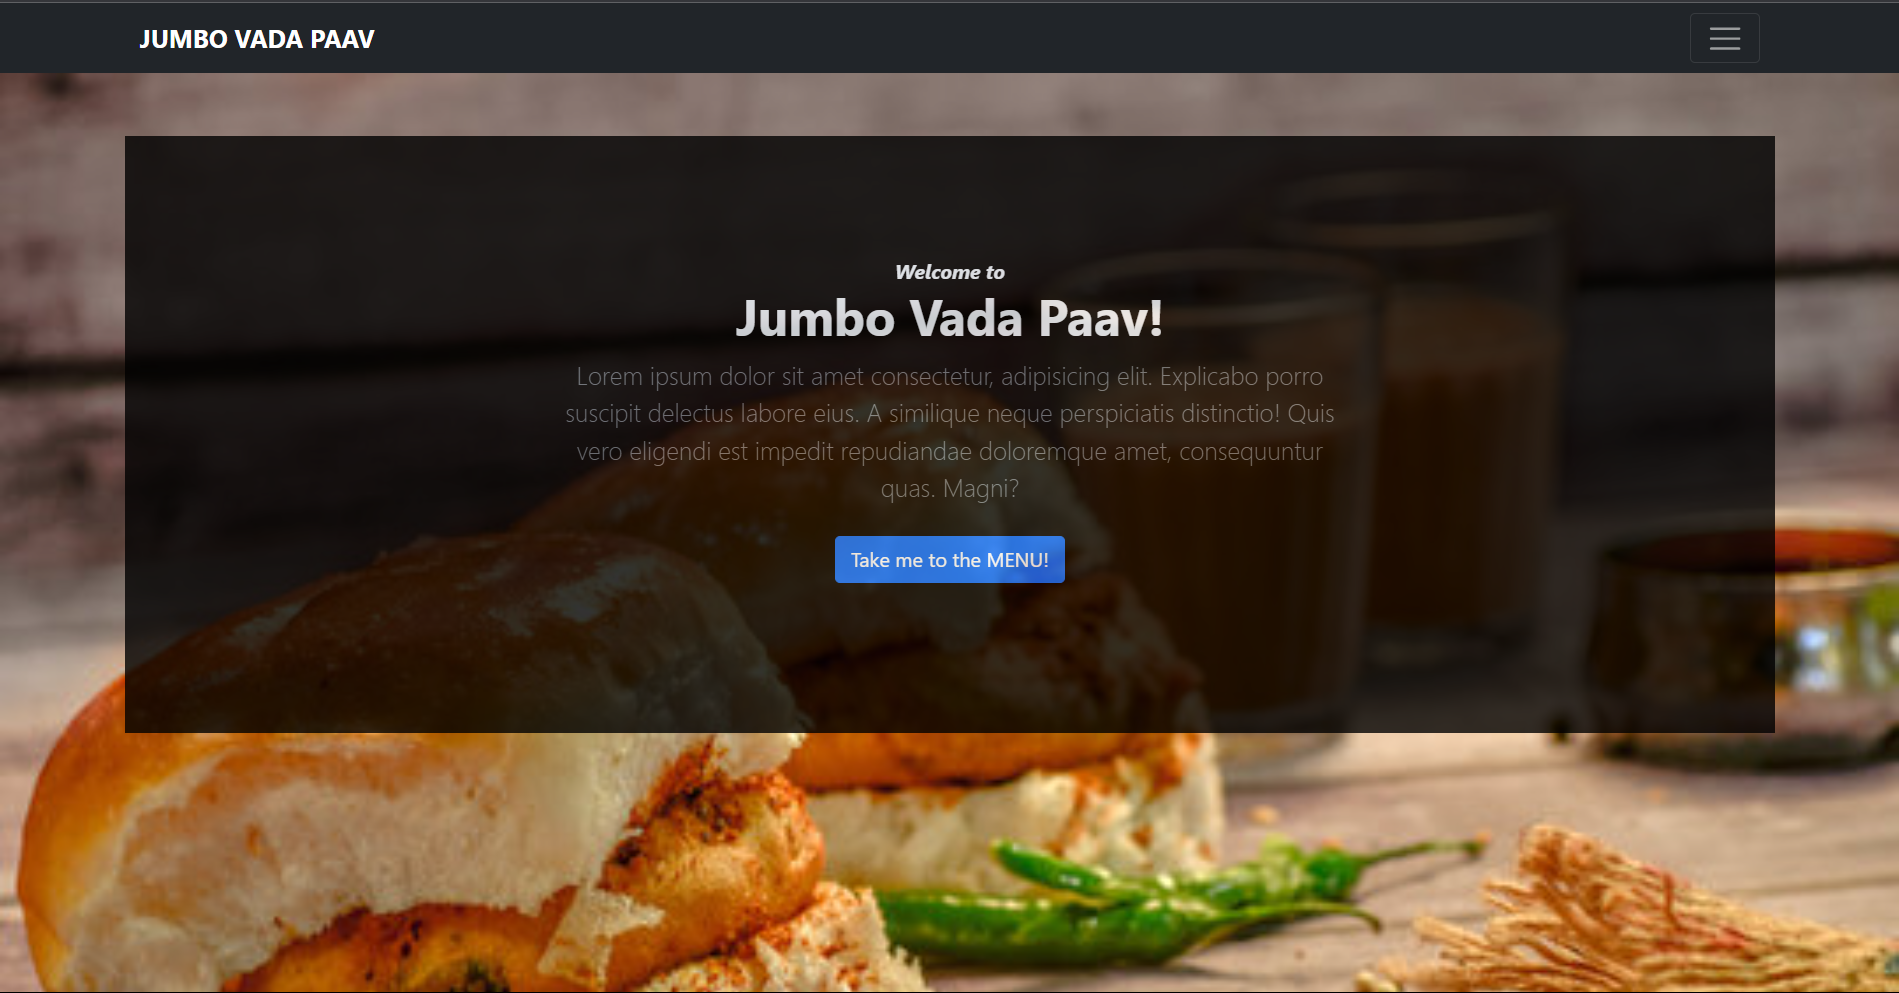 JUMBO VADA PAAV
Welcome to
Jumbo Vada Paav!
Lorem ipsum dolor sit amet consectetur, adipisicing elit. Explicabo porro
suscipit delectus labore eius. A similique neque perspiciatis distinctio! Quis
vero eligendi est impedit repudiandae doloremque amet, consequuntur
quas. Magni?
Take me to the MENU!